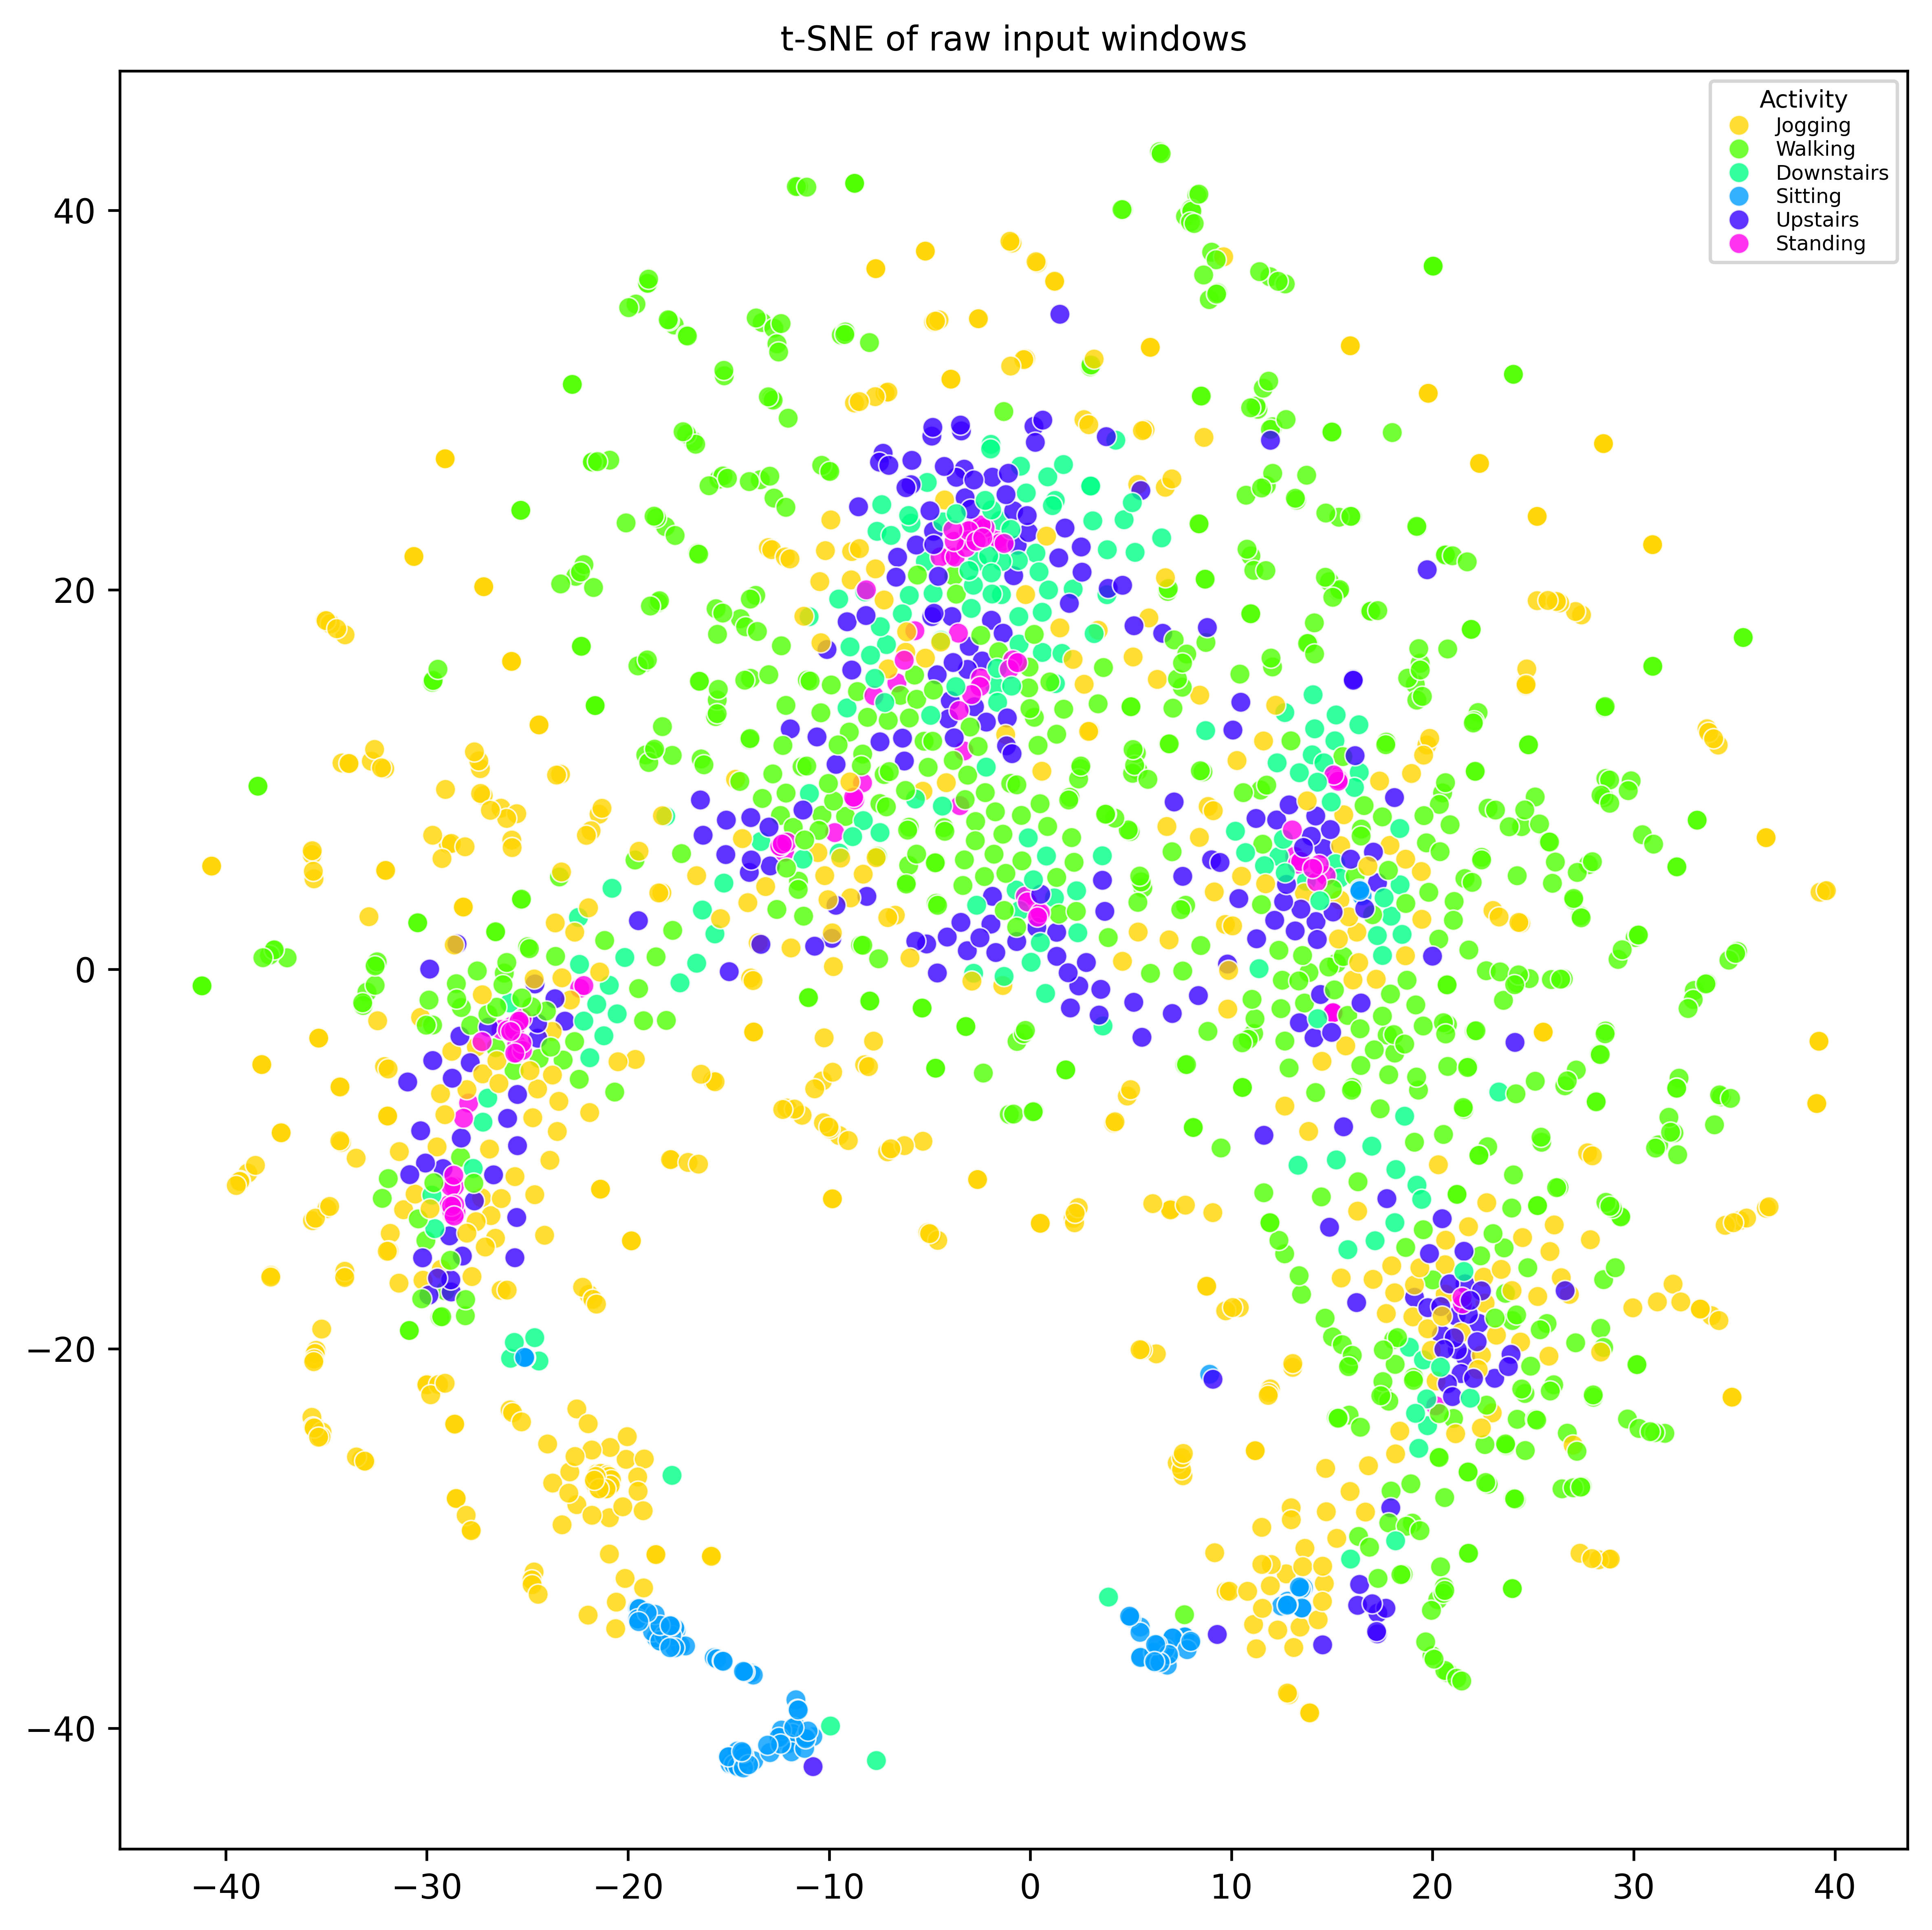 t-SNE of raw input windows
Activity
Jogging
Walking
Downstairs
Sitting
Upstairs
Standing
40
20
0
−20
−40
−40
−30
−20
−10
0
10
20
30
40